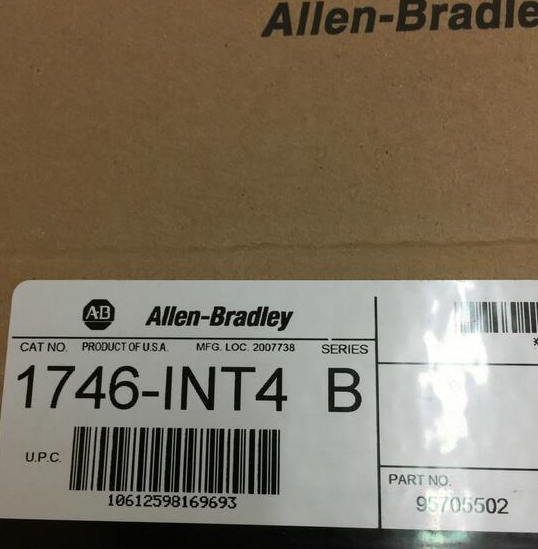 Allen-Bradle
AB Allen-Bradley
CAT NO. PRODUCT OF U.S.A. MFG. LOC. 2007738 SERIES
1746-INT4 B
U.P.C.
10612598169693
PART NO.
95705502